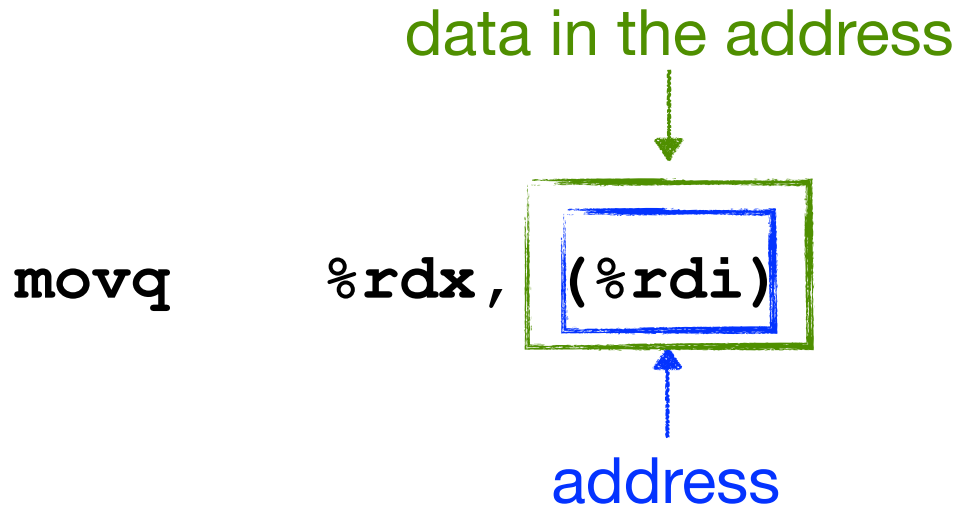 data in the address
movq %rdx, (%rdi)
address